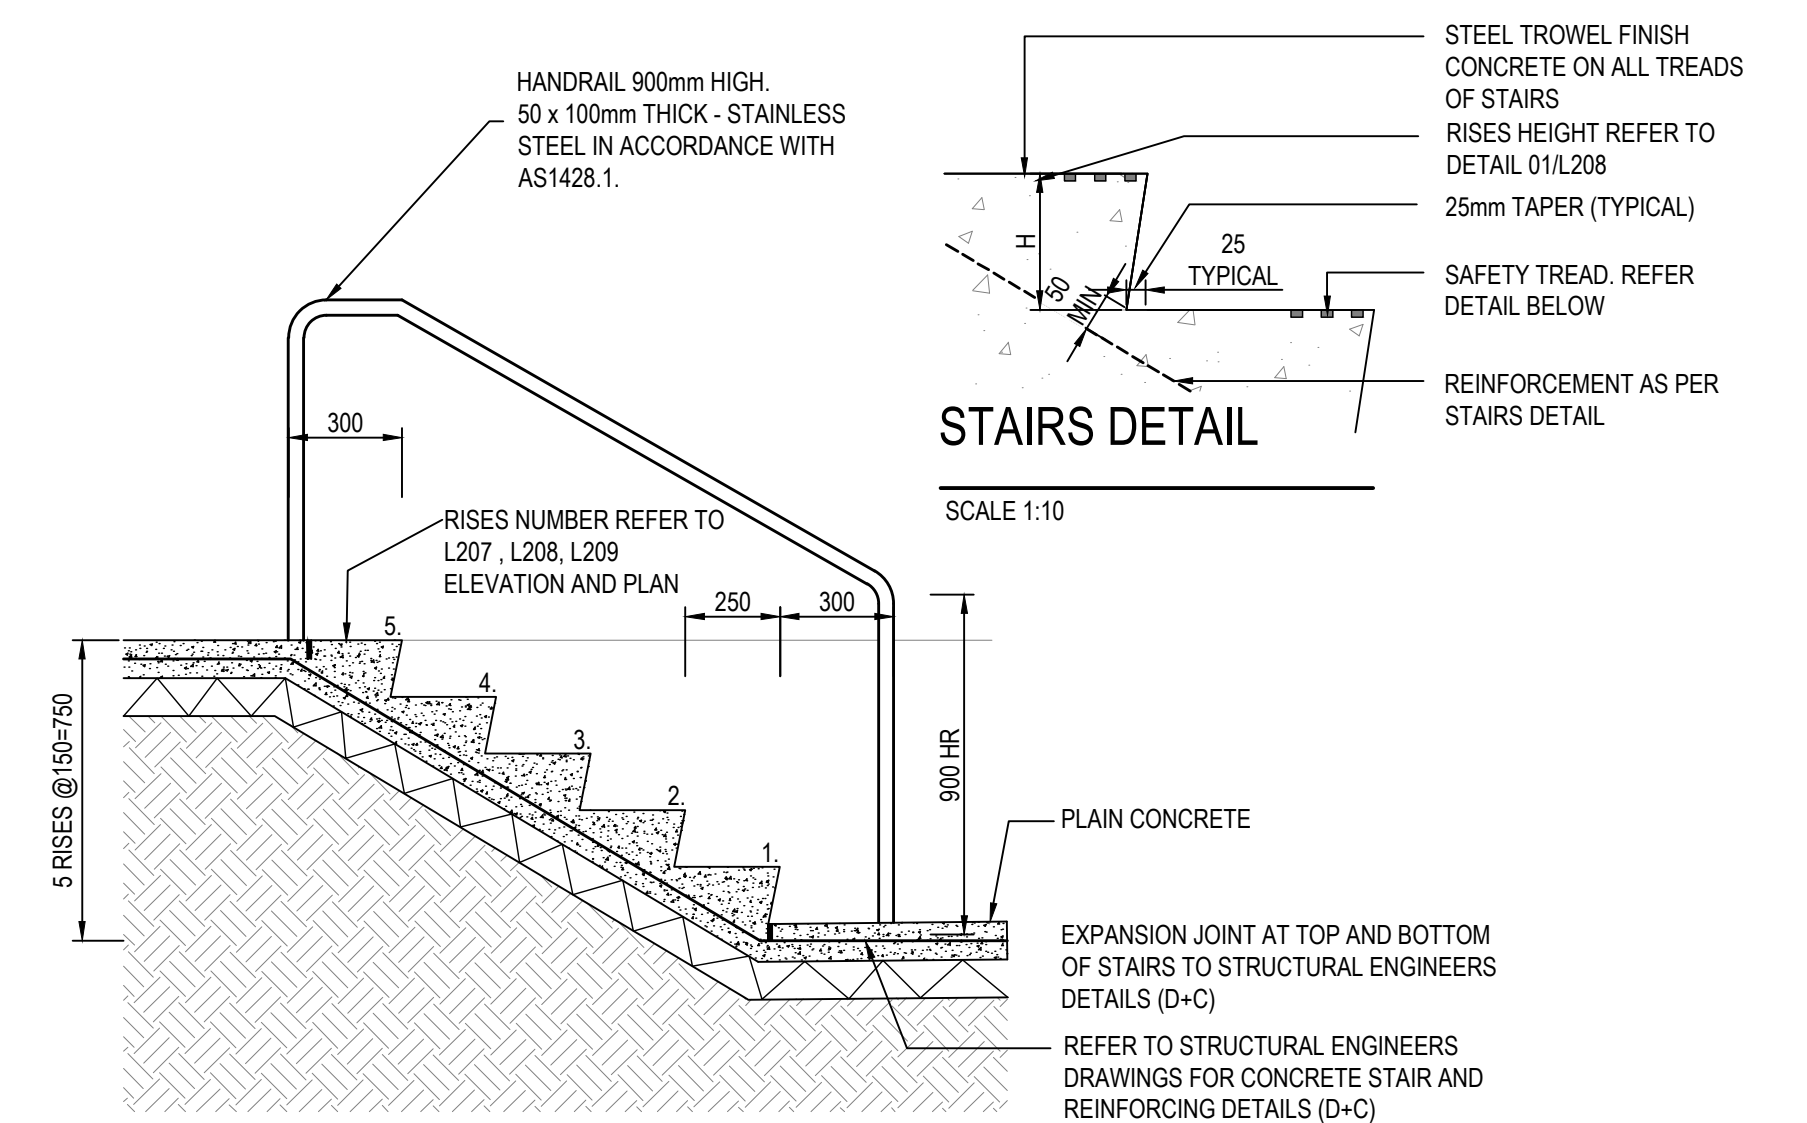 HANDRAIL 900mm HIGH.
50 x 100mm THICK - STAINLESS
STEEL IN ACCORDANCE WITH
AS1428.1.
300
RISES NUMBER REFER TO
L207 , L208, L209
ELEVATION AND PLAN
250
300
5.
4.
3.
2.
1.
5 RISES @150=750
900 HR
PLAIN CONCRETE
EXPANSION JOINT AT TOP AND BOTTOM
OF STAIRS TO STRUCTURAL ENGINEERS
DETAILS (D+C)
REFER TO STRUCTURAL ENGINEERS
DRAWINGS FOR CONCRETE STAIR AND
REINFORCING DETAILS (D+C)
STEEL TROWEL FINISH
CONCRETE ON ALL TREADS
OF STAIRS
RISES HEIGHT REFER TO
DETAIL 01/L208
25mm TAPER (TYPICAL)
SAFETY TREAD. REFER
DETAIL BELOW
REINFORCEMENT AS PER
STAIRS DETAIL
H
50
MIN
25
TYPICAL
STAIRS DETAIL
SCALE 1:10